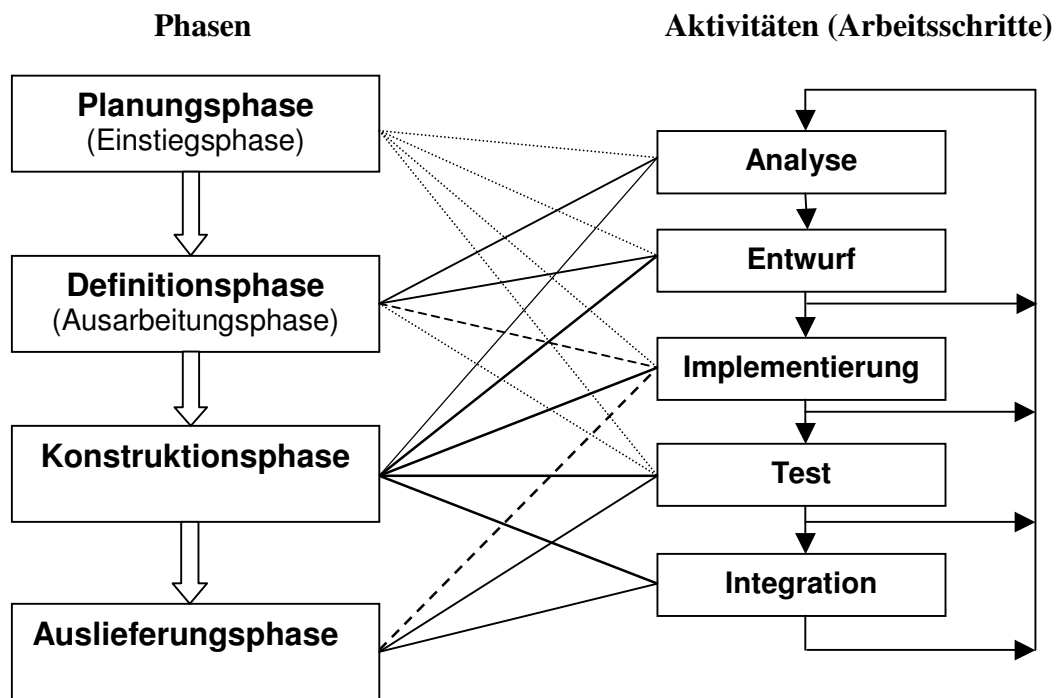 Phasen
Aktivitäten (Arbeitsschritte)
Planungsphase
(Einstiegsphase)
Definitionsphase
(Ausarbeitungsphase)
Konstruktionsphase
Auslieferungsphase
Analyse
Entwurf
Implementierung
Test
Integration